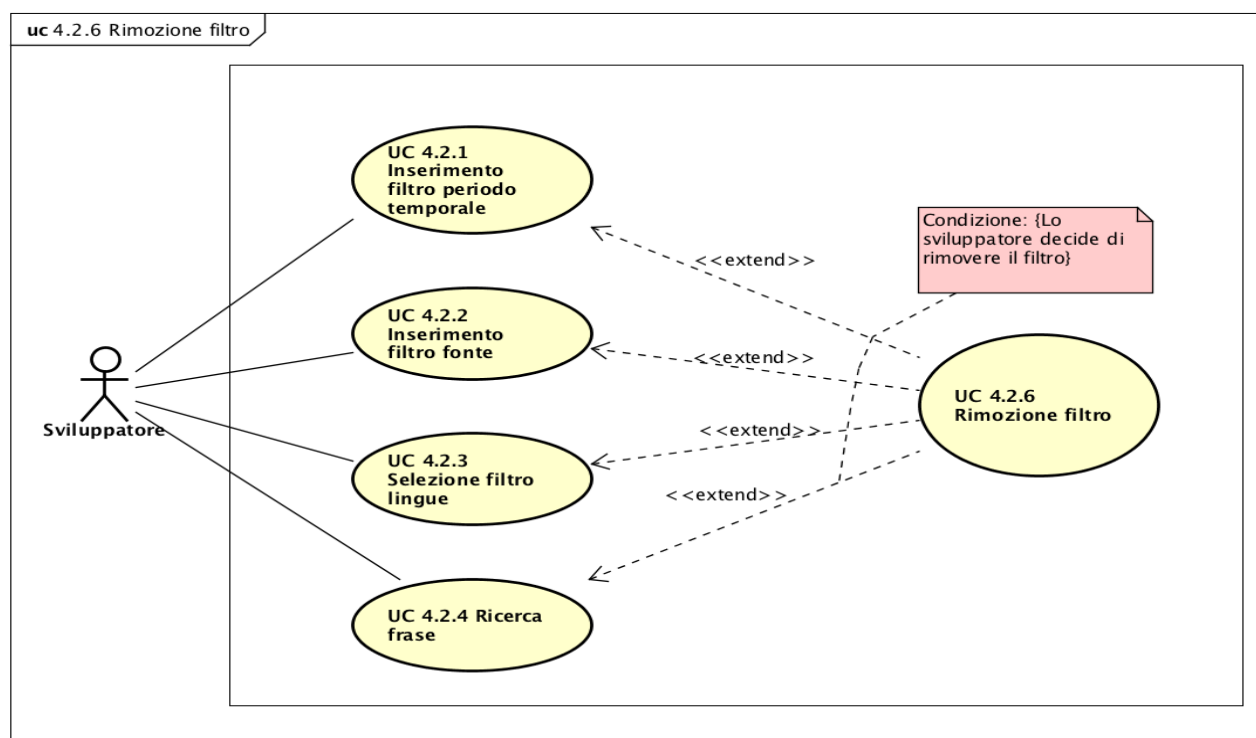 uc 4.2.6 Rimozione filtro
UC 4.2.1
Inserimento
filtro periodo
temporale
Condizione: {Lo
sviluppatore decide di
rimovere il filtro}
<<extend>>
UC 4.2.2
Inserimento
filtro fonte
<<extend>>
UC 4.2.6
Rimozione filtro
Sviluppatore
<<extend>>
UC 4.2.3
Selezione filtro
lingue
<<extend>>
UC 4.2.4 Ricerca
frase